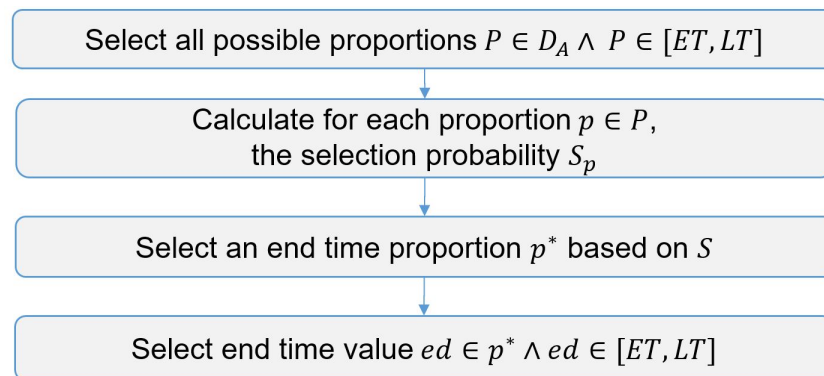 Select all possible proportions 𝑃 ∈ 𝐷_𝐴 ∧ 𝑃 ∈ [𝐸𝑇, 𝐿𝑇]
Calculate for each proportion 𝑝 ∈ 𝑃,
the selection probability 𝑆_𝑝
Select an end time proportion 𝑝* based on 𝑆
Select end time value 𝑒𝑑 ∈ 𝑝* ∧ 𝑒𝑑 ∈ [𝐸𝑇, 𝐿𝑇]